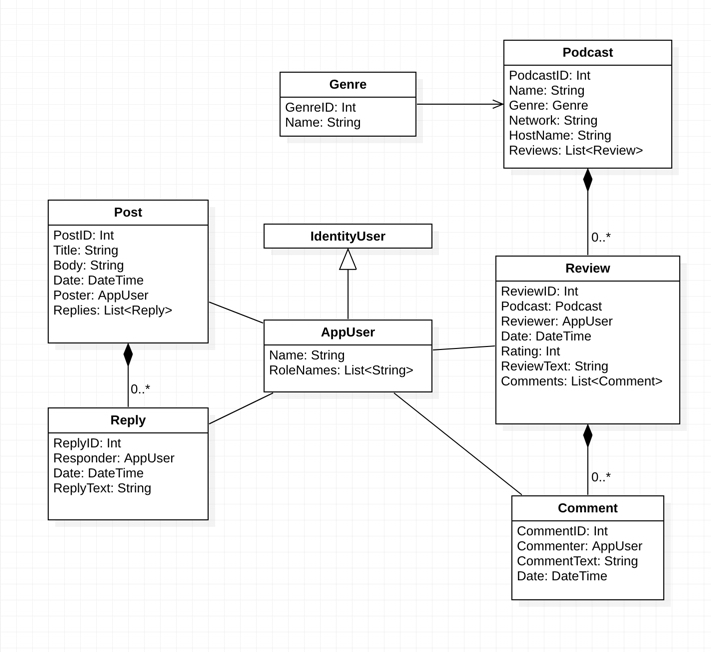 Podcast
PodcastID: Int
Name: String
Genre: Genre
Network: String
HostName: String
Reviews: List<Review>
Genre
GenreID: Int
Name: String
0..*
Post
PostID: Int
Title: String
Body: String
Date: DateTime
Poster: AppUser
Replies: List<Reply>
IdentityUser
Review
ReviewID: Int
Podcast: Podcast
Reviewer: AppUser
Date: DateTime
Rating: Int
ReviewText: String
Comments: List<Comment>
AppUser
Name: String
RoleNames: List<String>
0..*
Reply
ReplyID: Int
Responder: AppUser
Date: DateTime
ReplyText: String
0..*
Comment
CommentID: Int
Commenter: AppUser
CommentText: String
Date: DateTime